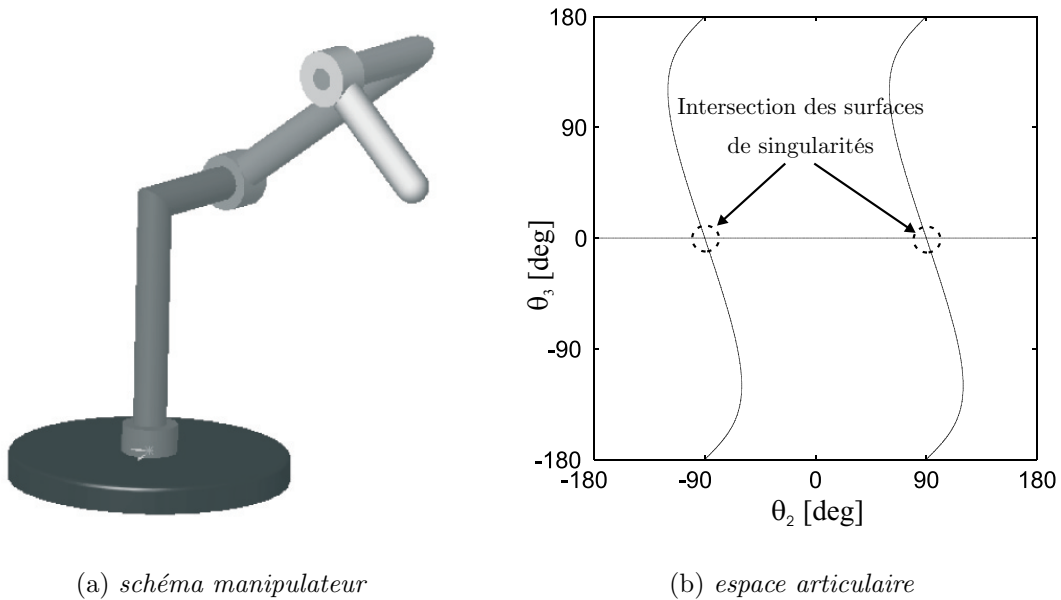 180
90
0
-90
-180
θ₃ [deg]
Intersection des surfaces
de singularités
-180
-90
0
90
180
θ₂ [deg]
(a) schéma manipulateur
(b) espace articulaire